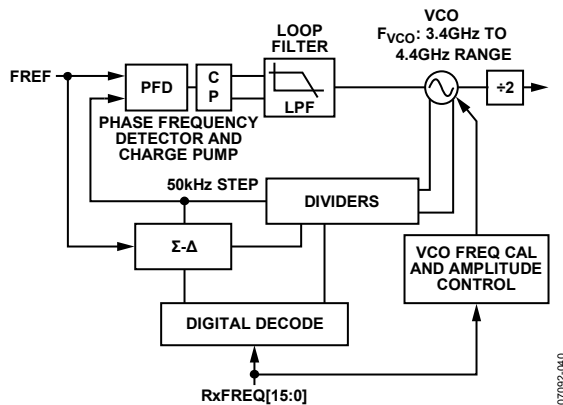 VCO
F_VCO: 3.4GHz TO
4.4GHz RANGE
LOOP
FILTER
FREF
PFD
C
P
LPF
÷2
PHASE FREQUENCY
DETECTOR AND
CHARGE PUMP
50kHz STEP
DIVIDERS
Σ-Δ
VCO FREQ CAL
AND AMPLITUDE
CONTROL
DIGITAL DECODE
RxFREQ[15:0]
07092-040